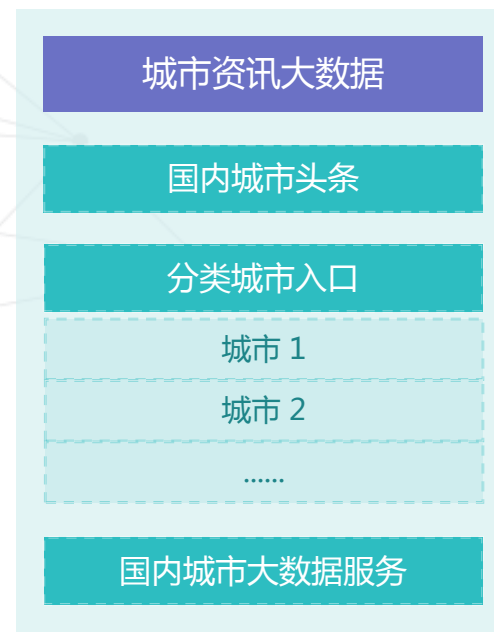 城市资讯大数据
国内城市头条
分类城市入口
城市 1
城市 2
......
国内城市大数据服务